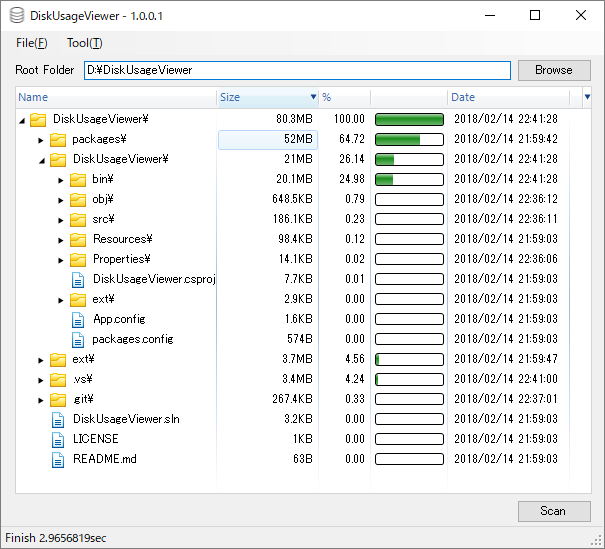 DiskUsageViewer - 1.0.0.1
File(F) Tool(T)
Root Folder D:¥DiskUsageViewer Browse
Name Size % Date
DiskUsageViewer¥ 80.3MB 100.00 2018/02/14 22:41:28
packages¥ 52MB 64.72 2018/02/14 21:59:42
DiskUsageViewer¥ 21MB 26.14 2018/02/14 22:41:28
bin¥ 20.1MB 24.98 2018/02/14 22:41:28
obj¥ 648.5KB 0.79 2018/02/14 22:36:12
src¥ 186.1KB 0.23 2018/02/14 22:36:11
Resources¥ 98.4KB 0.12 2018/02/14 21:59:03
Properties¥ 14.1KB 0.02 2018/02/14 22:36:06
DiskUsageViewer.csproj 7.7KB 0.01 2018/02/14 21:59:03
ext¥ 2.9KB 0.00 2018/02/14 21:59:03
App.config 1.6KB 0.00 2018/02/14 21:59:03
packages.config 574B 0.00 2018/02/14 21:59:03
ext¥ 3.7MB 4.56 2018/02/14 21:59:47
.vs¥ 3.4MB 4.24 2018/02/14 22:41:00
.git¥ 267.4KB 0.33 2018/02/14 22:37:01
DiskUsageViewer.sln 3.2KB 0.00 2018/02/14 21:59:03
LICENSE 1KB 0.00 2018/02/14 21:59:03
README.md 63B 0.00 2018/02/14 21:59:03
Scan
Finish 2.9656819sec